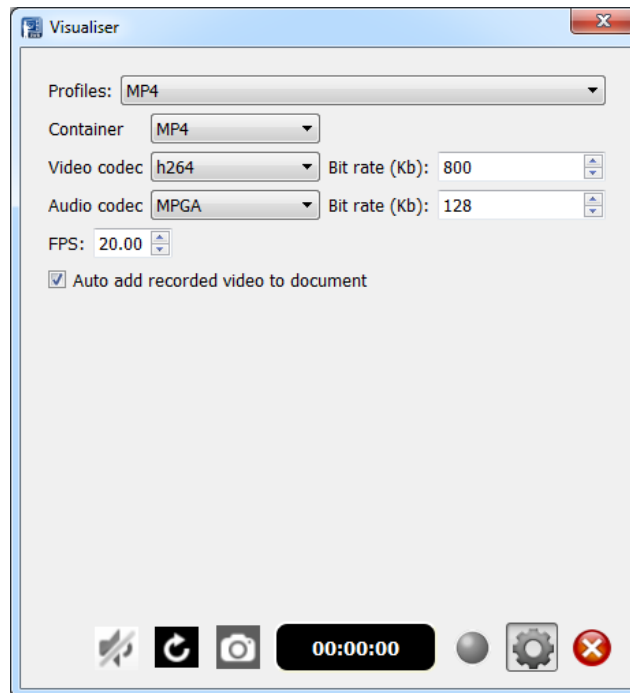 Visualiser
Profiles: MP4
Container MP4
Video codec h264 Bit rate (Kb): 800
Audio codec MPGA Bit rate (Kb): 128
FPS: 20.00
Auto add recorded video to document
00:00:00